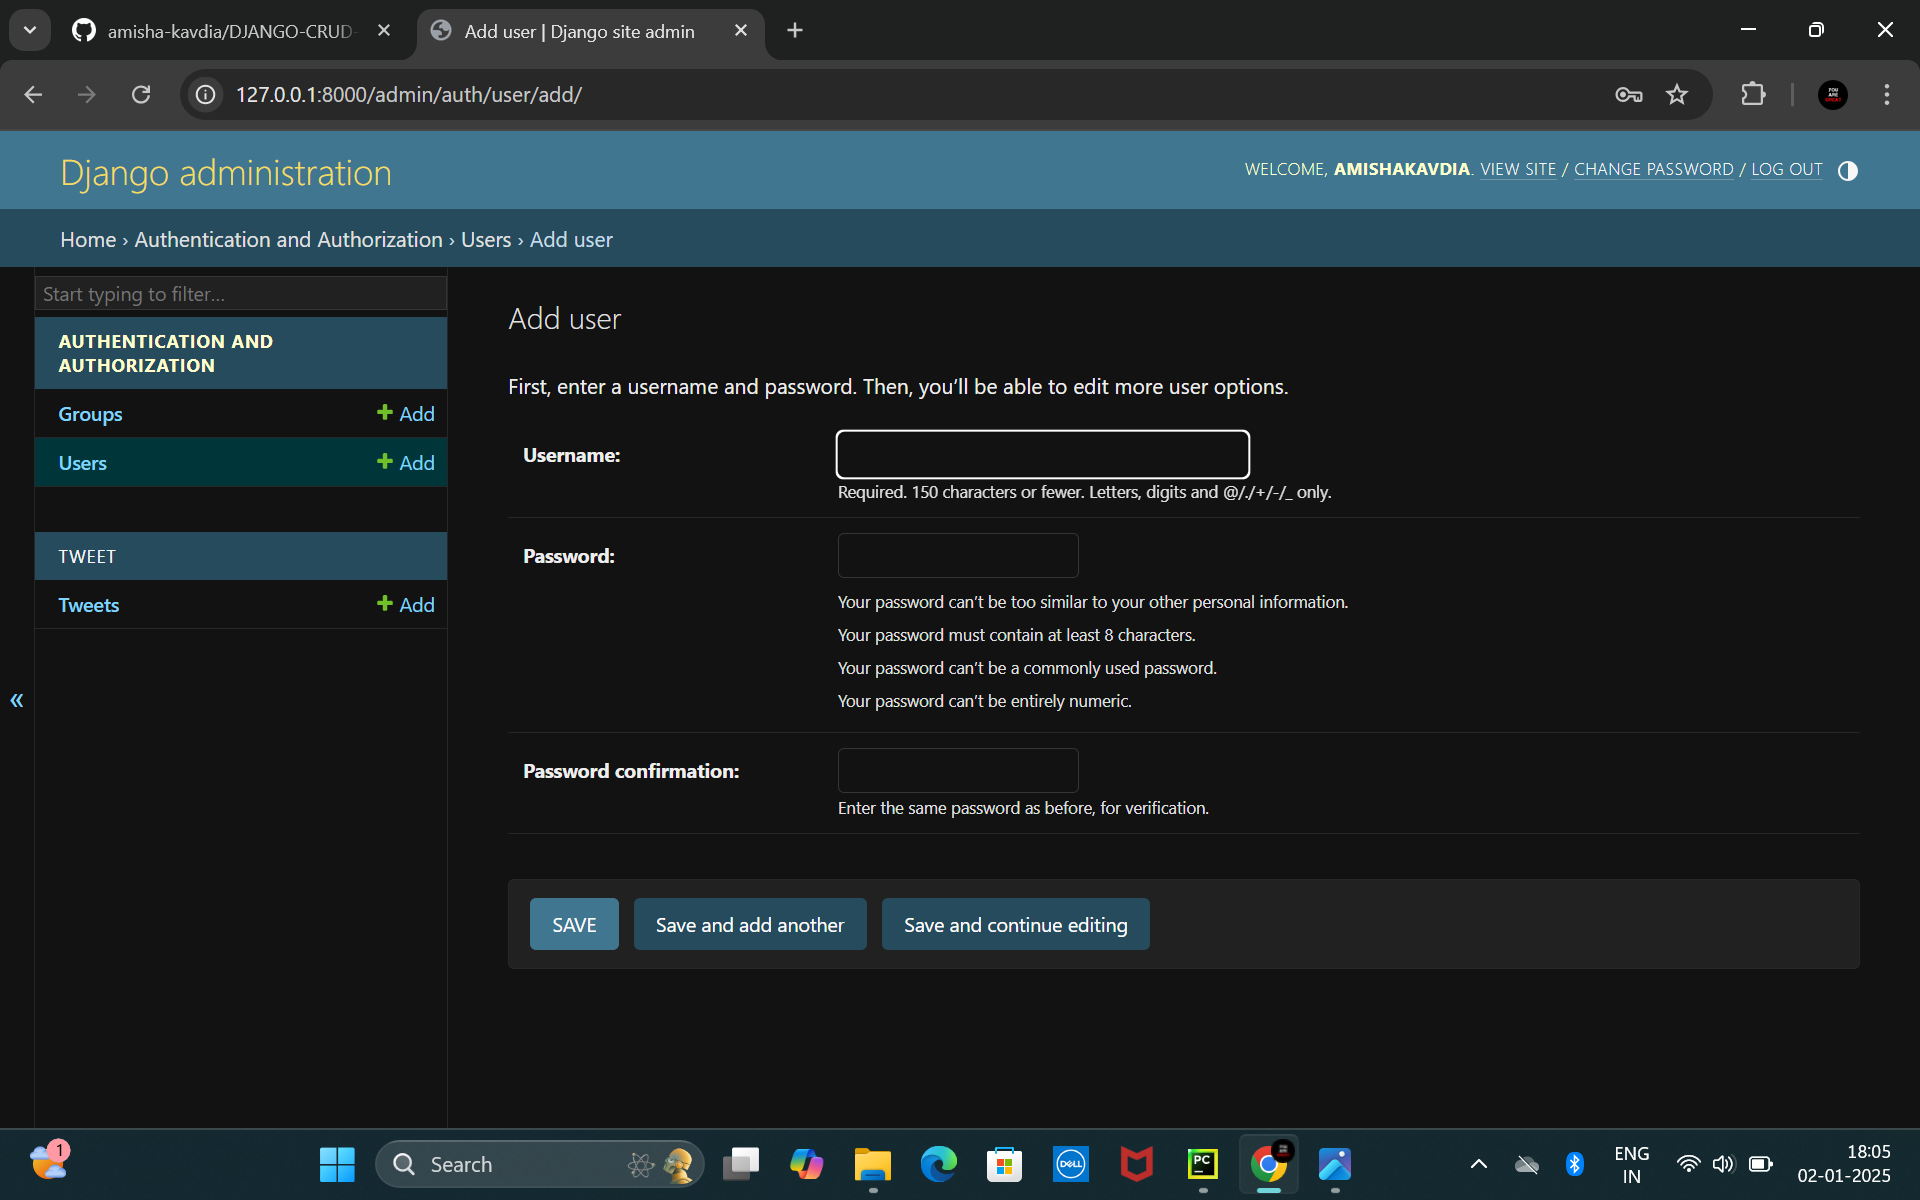 amisha-kavdia/DJANGO-CRUD-
Add user | Django site admin
127.0.0.1:8000/admin/auth/user/add/
Django administration
WELCOME, AMISHAKAVDIA. VIEW SITE / CHANGE PASSWORD / LOG OUT
Home › Authentication and Authorization › Users › Add user
Start typing to filter...
AUTHENTICATION AND
AUTHORIZATION
Groups
+ Add
Users
+ Add
TWEET
Tweets
+ Add
«
Add user
First, enter a username and password. Then, you’ll be able to edit more user options.
Username:
Required. 150 characters or fewer. Letters, digits and @/./+/-/_ only.
Password:
Your password can’t be too similar to your other personal information.
Your password must contain at least 8 characters.
Your password can’t be a commonly used password.
Your password can’t be entirely numeric.
Password confirmation:
Enter the same password as before, for verification.
SAVE
Save and add another
Save and continue editing
1
Search
DELL
PC
ENG
IN
18:05
02-01-2025